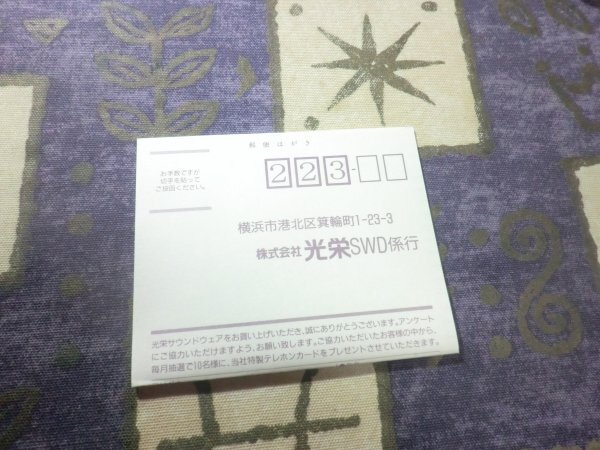 郵便はがき
お手数ですが
切手を貼って
ご投函ください。
223-□□
横浜市港北区箕輪町1-23-3
株式会社 光栄SWD係行
光栄サウンドウェアをお買い上げいただき、誠にありがとうございます。アンケート
にご協力いただけますよう、お願い致します。ご協力いただいたお客様の中から、
毎月抽選で10名様に、当社特製テレホンカードをプレゼントさせていただきます。